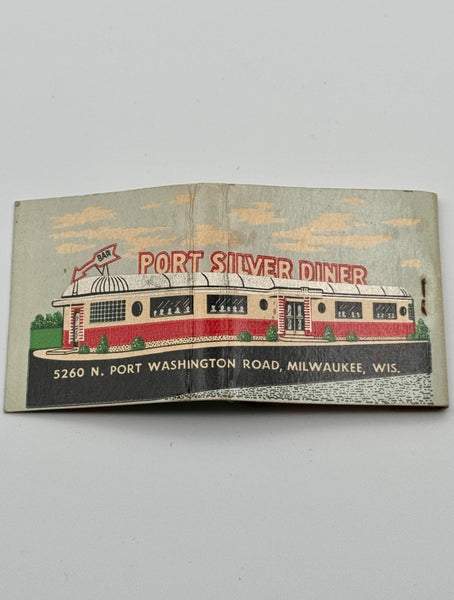 BAR
PORT SILVER DINER
5260 N. PORT WASHINGTON ROAD, MILWAUKEE, WIS.